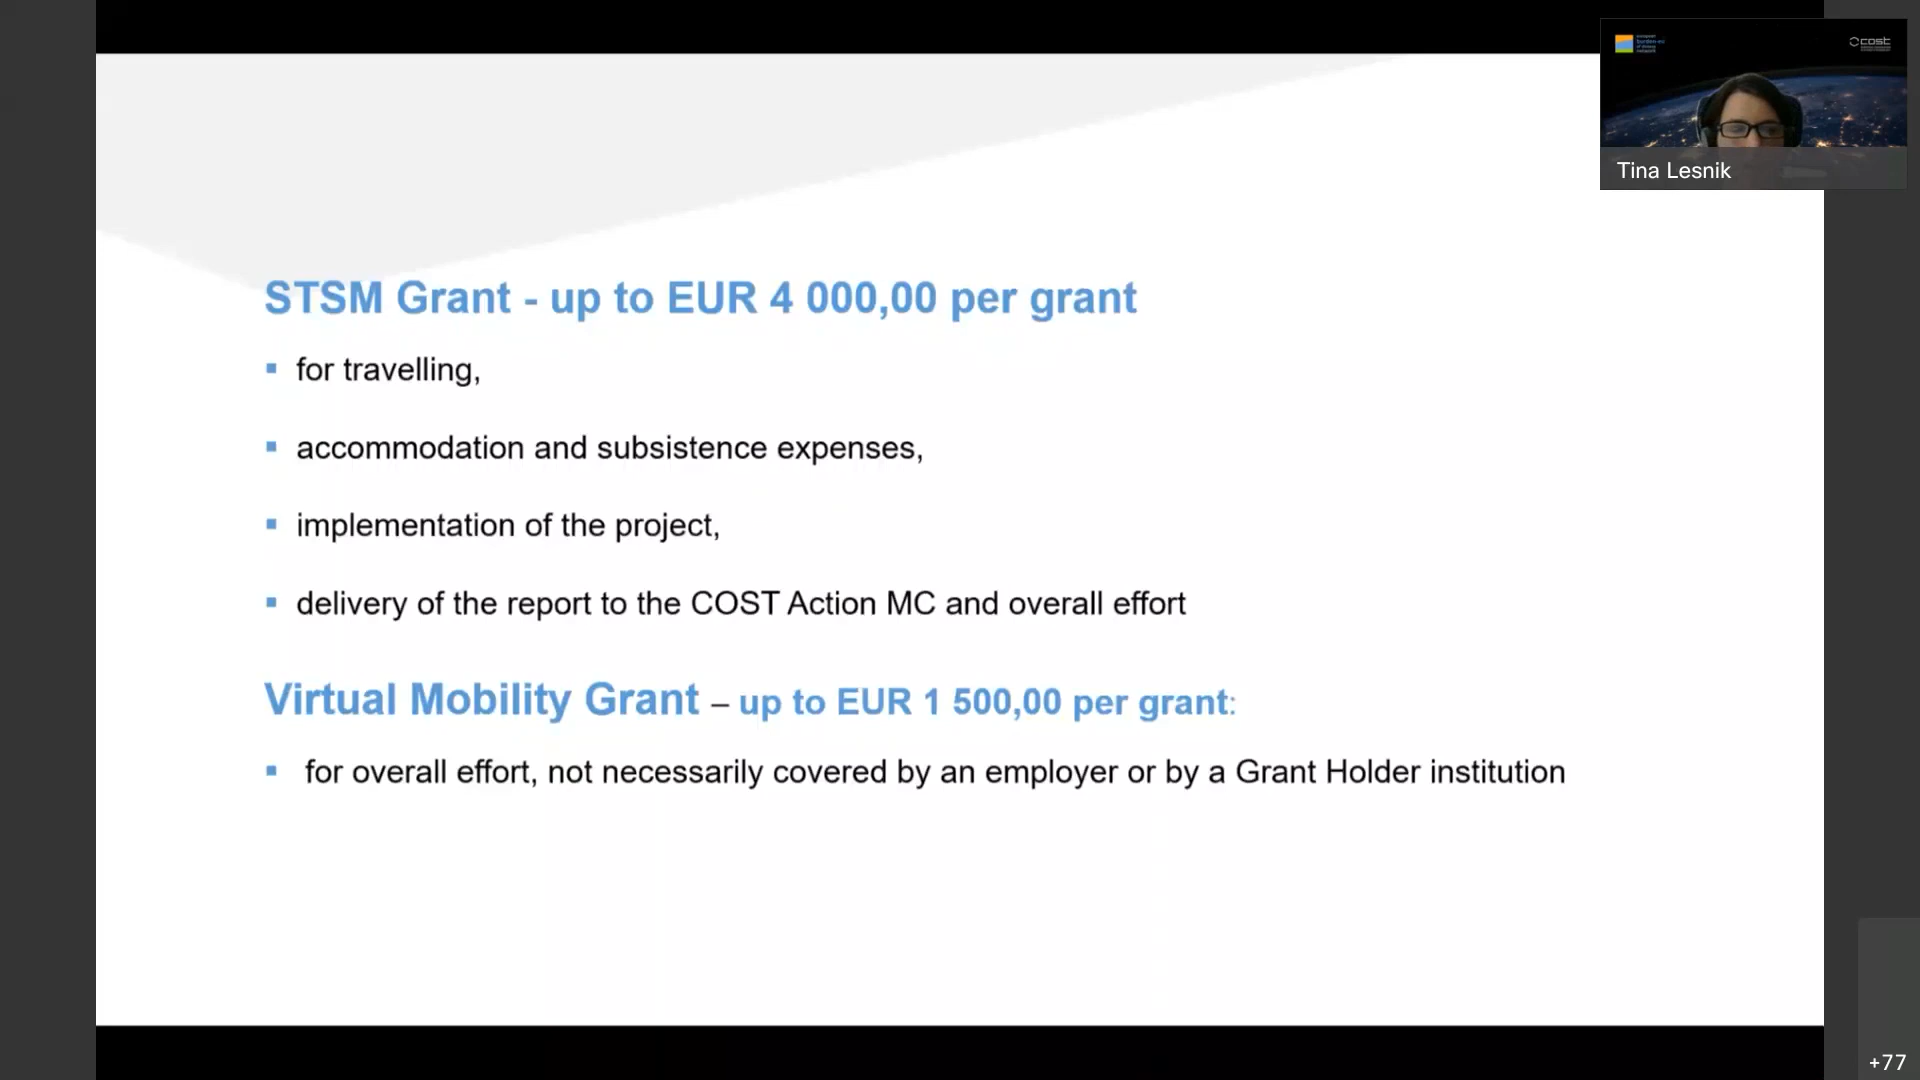 cost
Tina Lesnik
STSM Grant - up to EUR 4 000,00 per grant
for travelling,
accommodation and subsistence expenses,
implementation of the project,
delivery of the report to the COST Action MC and overall effort
Virtual Mobility Grant – up to EUR 1 500,00 per grant:
for overall effort, not necessarily covered by an employer or by a Grant Holder institution
+77